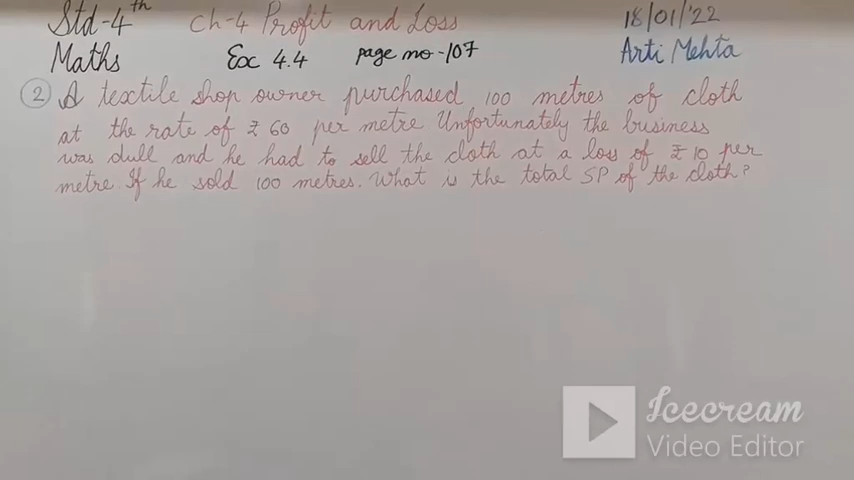 Std-4th Ch-4 Profit and Loss 18/01/'22
Maths Exc 4.4 page no-107 Arti Mehta
2 A textile shop owner purchased 100 metres of cloth
at the rate of ₹ 60 per metre Unfortunately the business
was dull and he had to sell the cloth at a loss of ₹ 10 per
metre. If he sold 100 metres. What is the total SP of the cloth?
Icecream
Video Editor